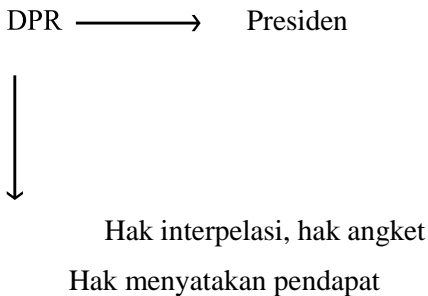 DPR Presiden
Hak interpelasi, hak angket
Hak menyatakan pendapat